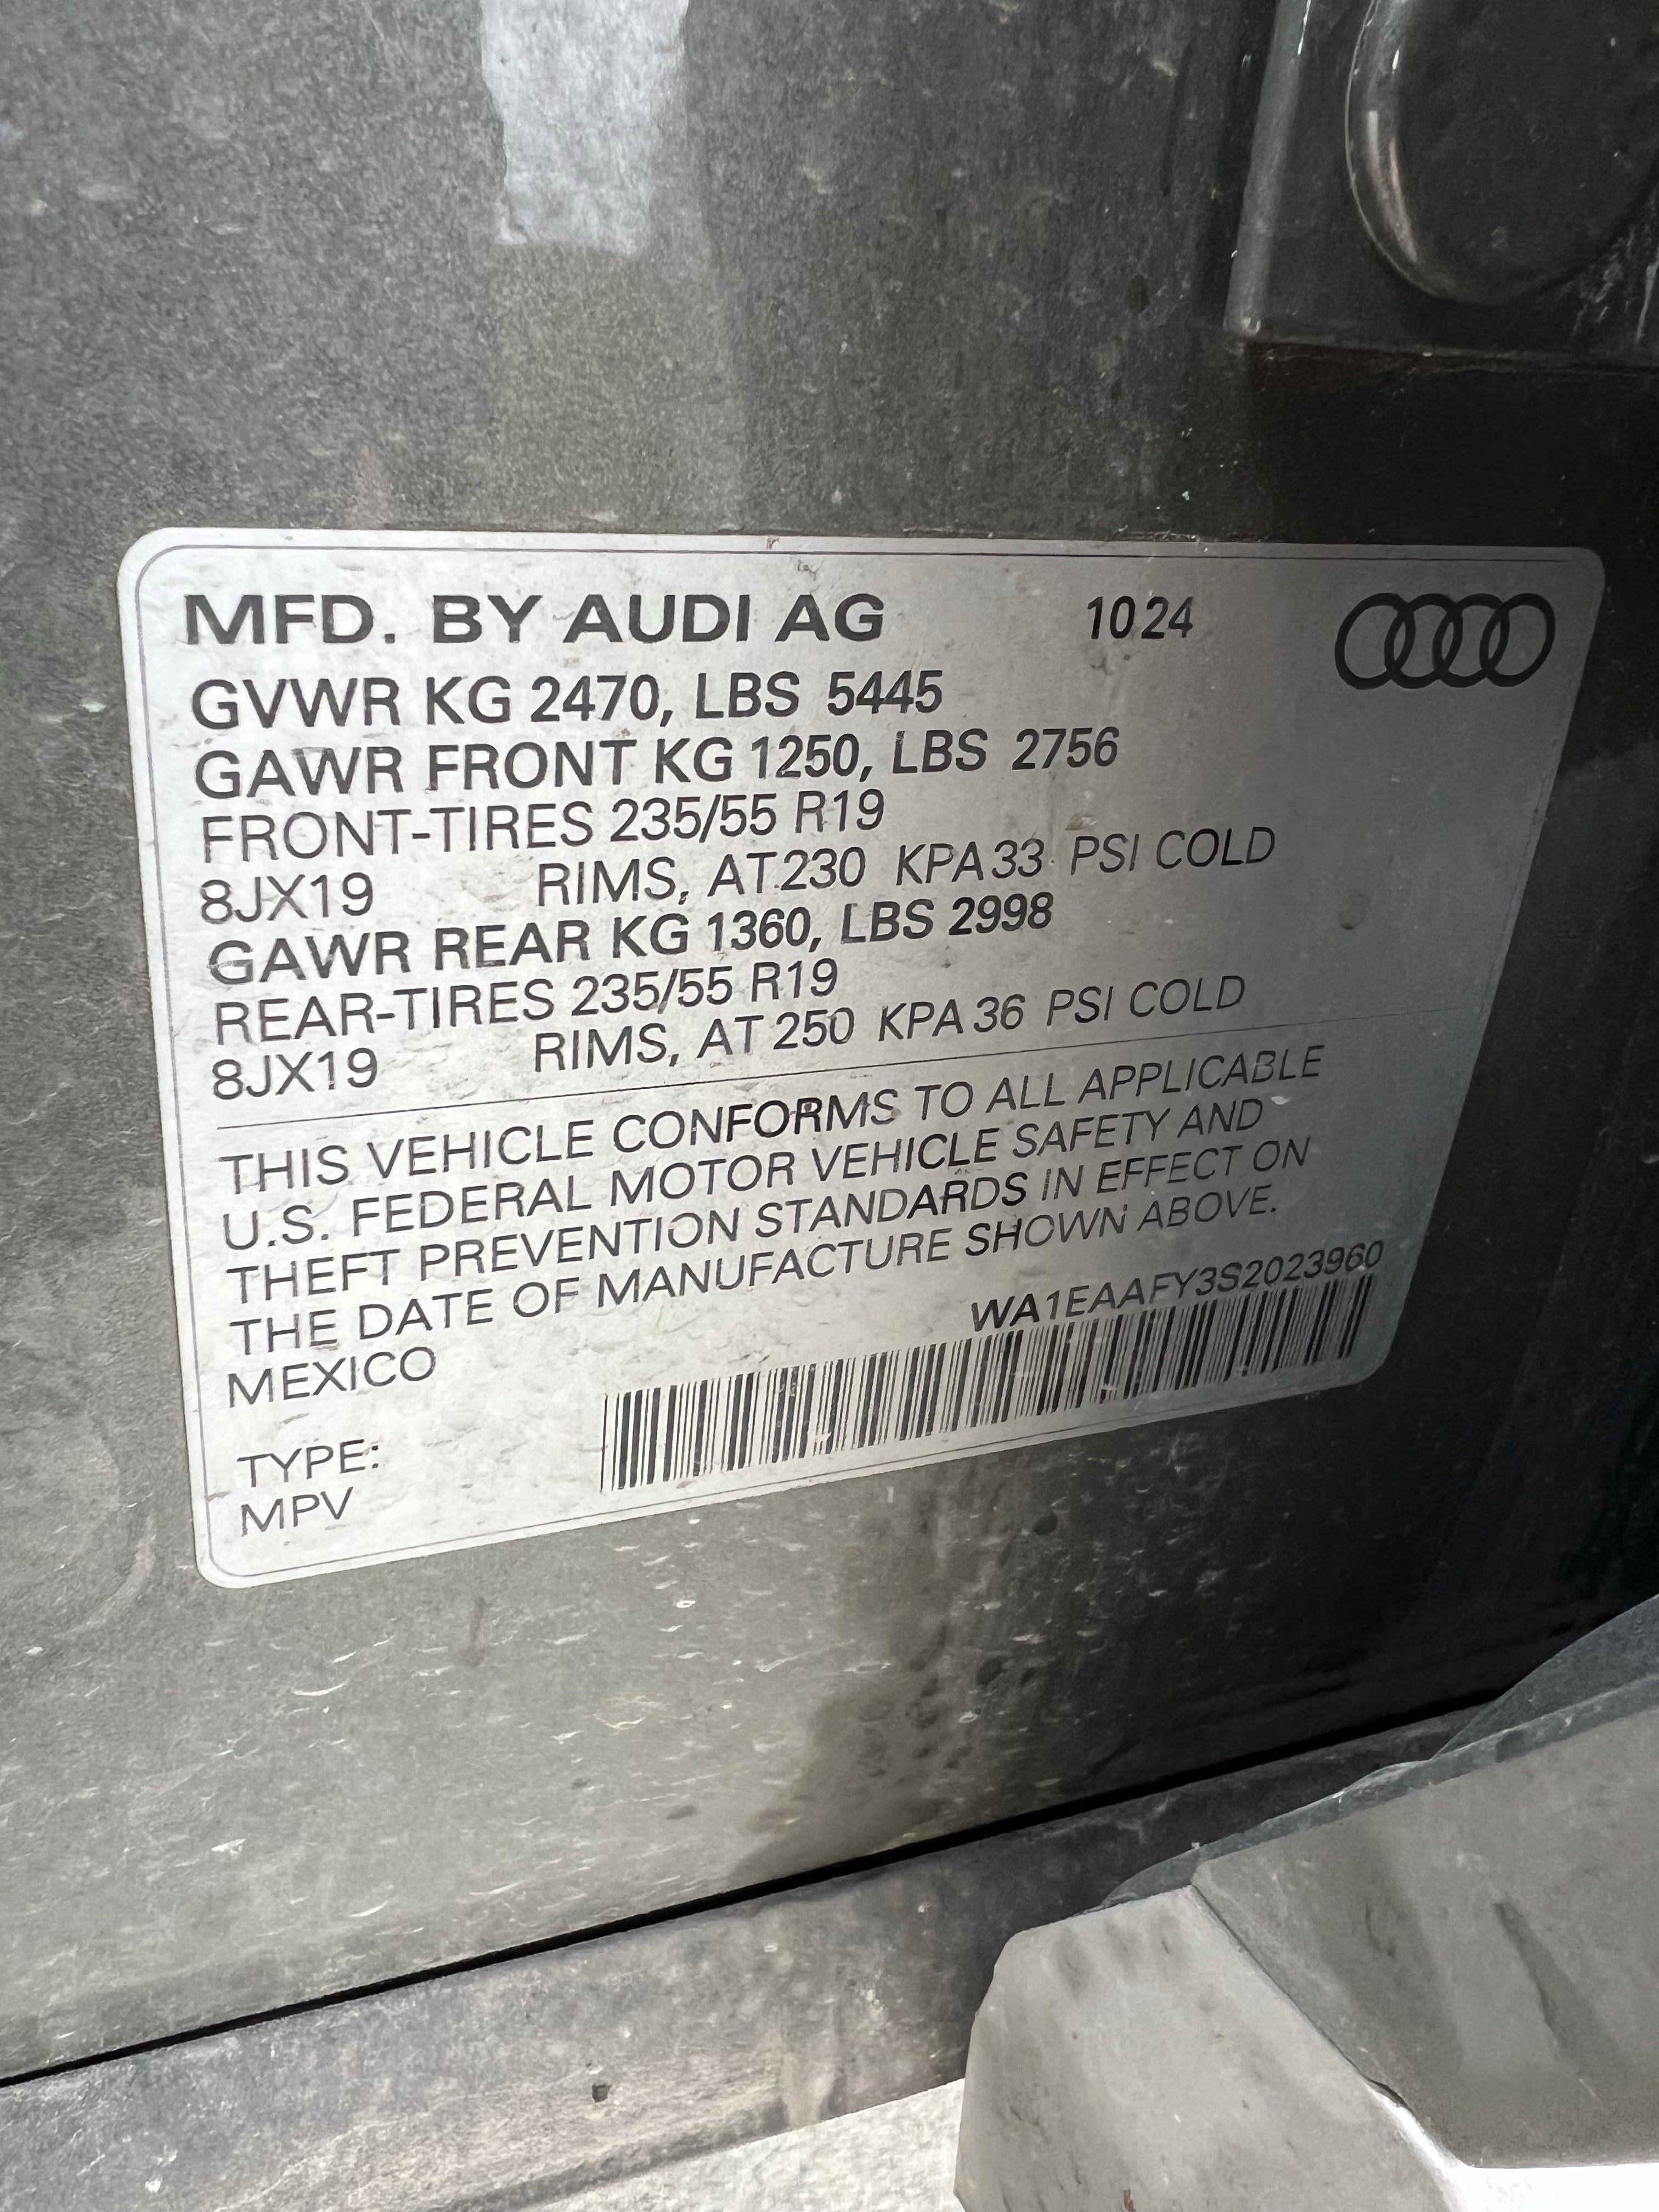 MFD. BY AUDI AG 10 24
GVWR KG 2470, LBS 5445
GAWR FRONT KG 1250, LBS 2756
FRONT-TIRES 235/55 R19
8JX19 RIMS, AT 230 KPA 33 PSI COLD
GAWR REAR KG 1360, LBS 2998
REAR-TIRES 235/55 R19
8JX19 RIMS, AT 250 KPA 36 PSI COLD
THIS VEHICLE CONFORMS TO ALL APPLICABLE
U.S. FEDERAL MOTOR VEHICLE SAFETY AND
THEFT PREVENTION STANDARDS IN EFFECT ON
THE DATE OF MANUFACTURE SHOWN ABOVE.
MEXICO WA1EAAFY3S2023960
TYPE:
MPV